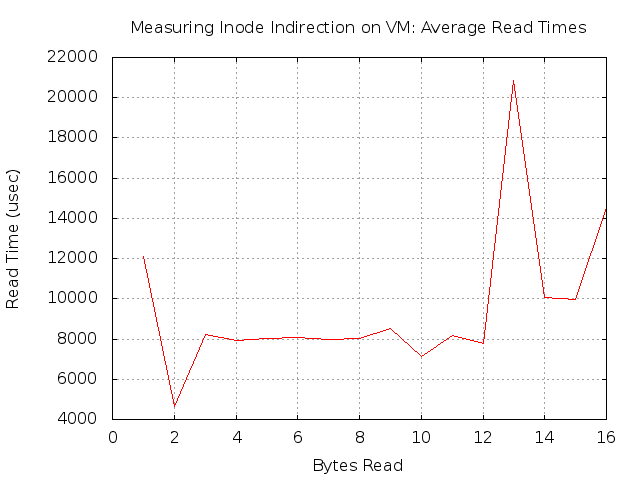 Measuring Inode Indirection on VM: Average Read Times
22000
20000
18000
16000
14000
12000
10000
8000
6000
4000
Read Time (usec)
0 2 4 6 8 10 12 14 16
Bytes Read